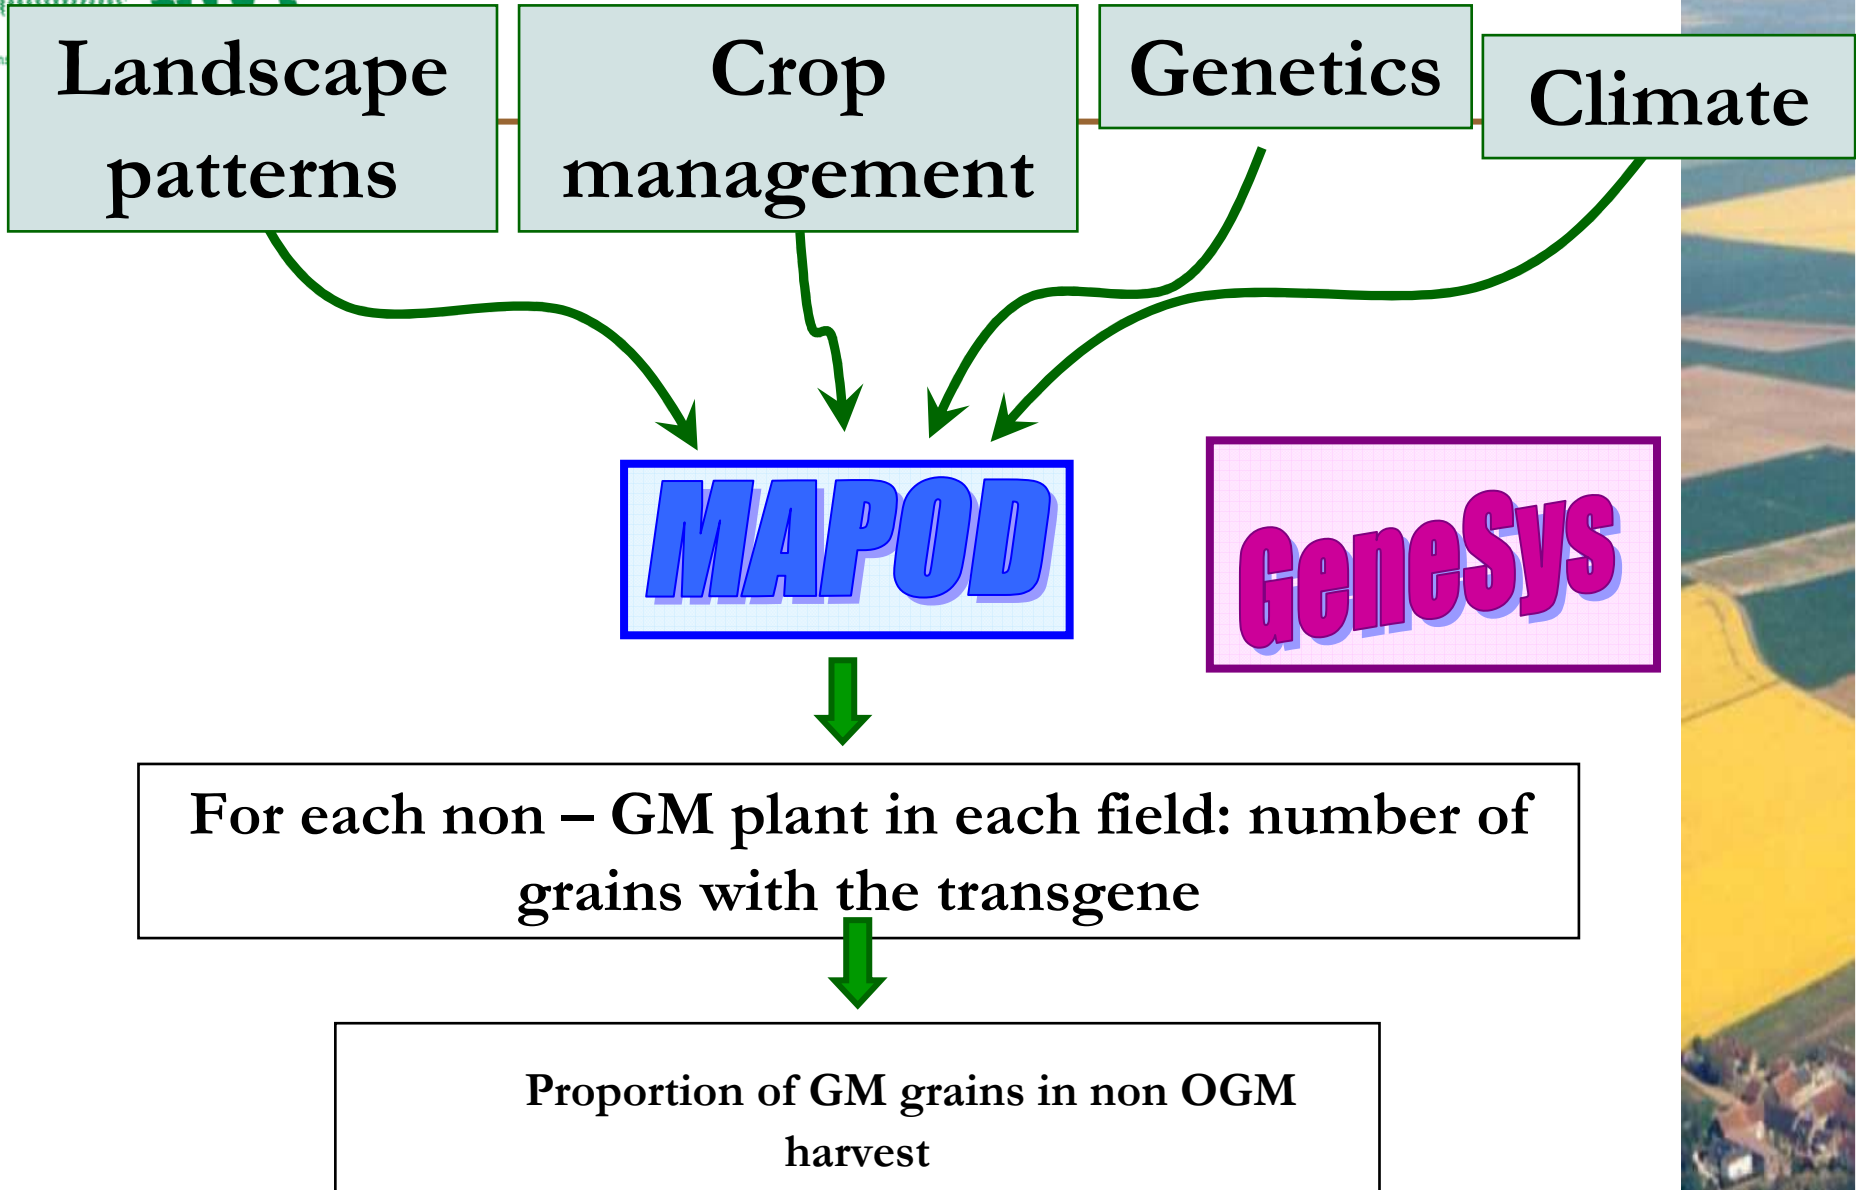 Landscape
patterns
Crop
management
Genetics
Climate
MAPOD
GeneSys
For each non – GM plant in each field: number of
grains with the transgene
Proportion of GM grains in non OGM
harvest